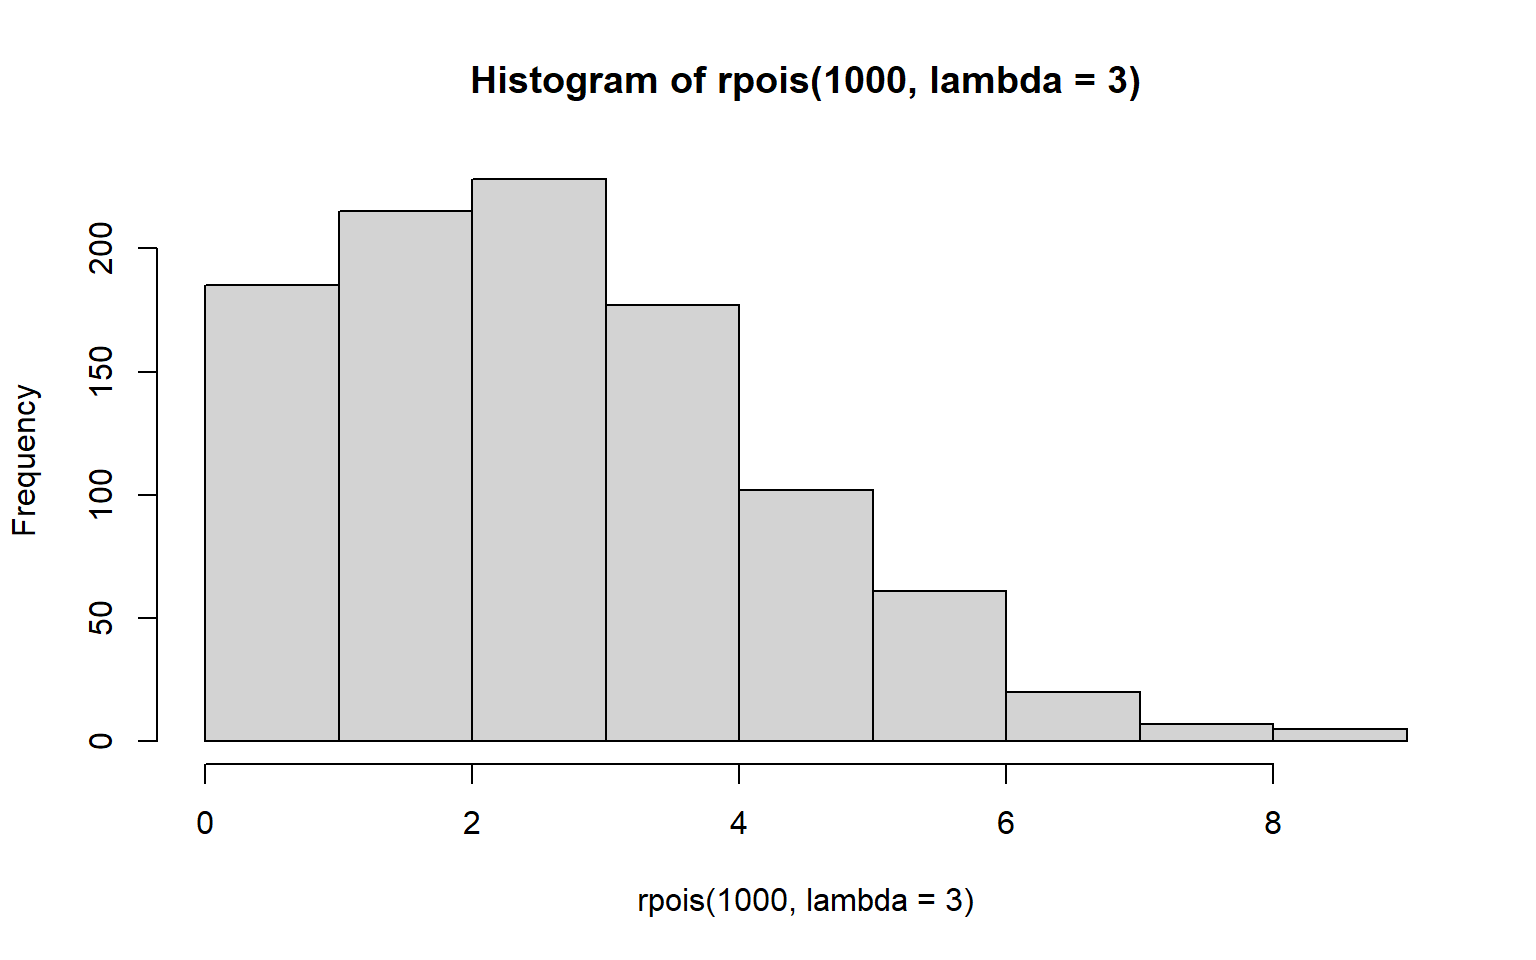 Histogram of rpois(1000, lambda = 3)
Frequency
200
150
100
50
0
0 2 4 6 8
rpois(1000, lambda = 3)